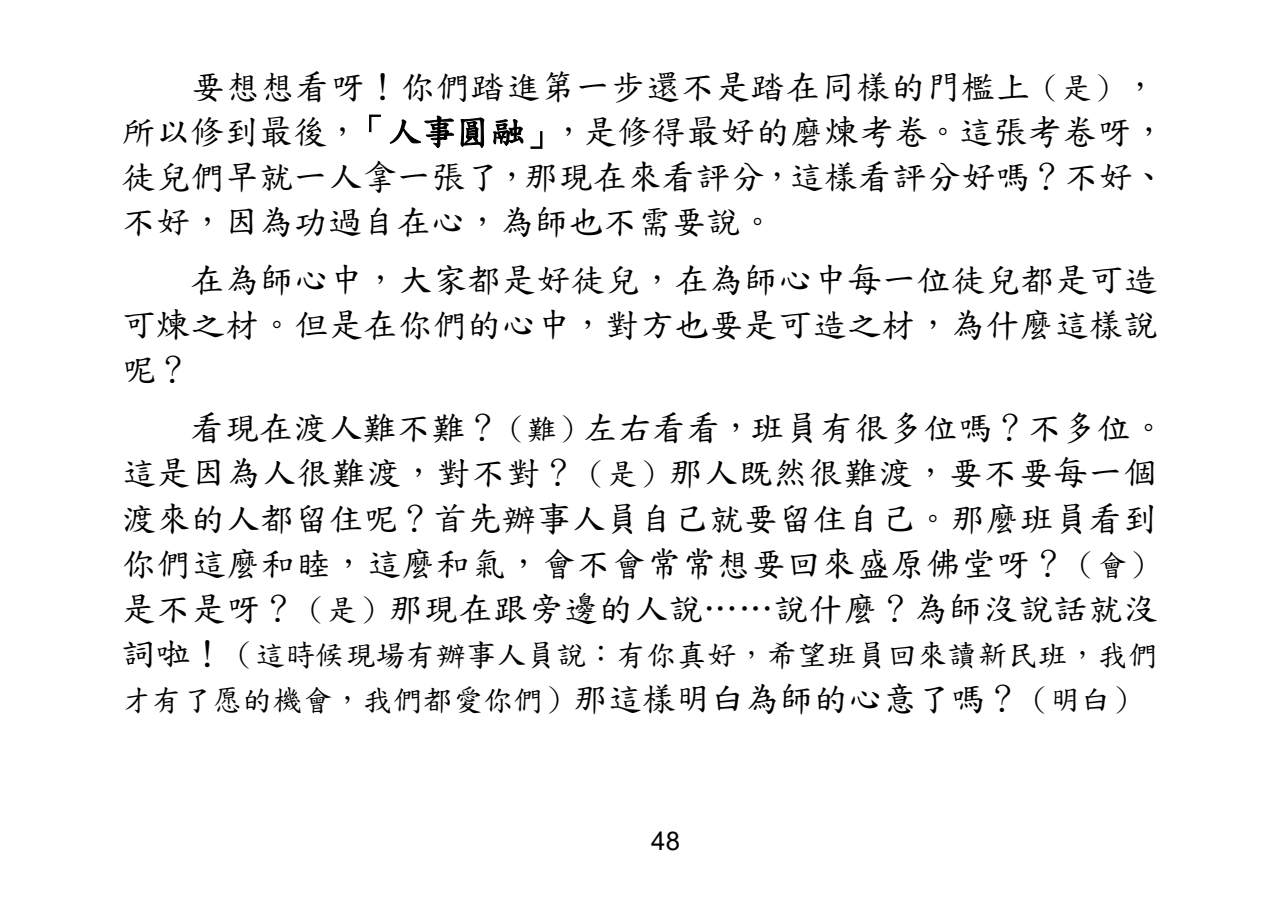 要想想看呀！你們踏進第一步還不是踏在同樣的門檻上（是），
所以修到最後，「人事圓融」，是修得最好的磨煉考卷。這張考卷呀，
徒兒們早就一人拿一張了，那現在來看評分，這樣看評分好嗎？不好、
不好，因為功過自在心，為師也不需要說。
在為師心中，大家都是好徒兒，在為師心中每一位徒兒都是可造
可煉之材。但是在你們的心中，對方也要是可造之材，為什麼這樣說
呢？
看現在渡人難不難？（難）左右看看，班員有很多位嗎？不多位。
這是因為人很難渡，對不對？（是）那人既然很難渡，要不要每一個
渡來的人都留住呢？首先辦事人員自己就要留住自己。那麼班員看到
你們這麼和睦，這麼和氣，會不會常常想要回來盛原佛堂呀？（會）
是不是呀？（是）那現在跟旁邊的人說……說什麼？為師沒說話就沒
詞啦！（這時候現場有辦事人員說：有你真好，希望班員回來讀新民班，我們
才有了愿的機會，我們都愛你們）那這樣明白為師的心意了嗎？（明白）
48